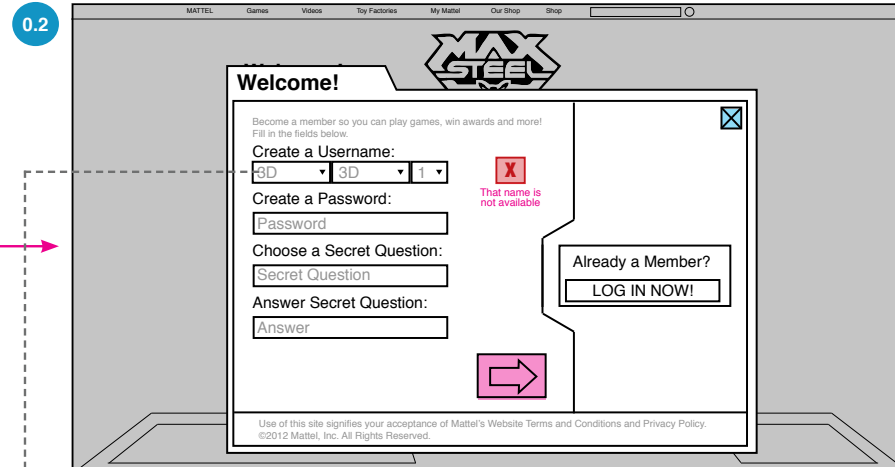 0.2
MATTEL Games Videos Toy Factories My Mattel Our Shop Shop
MAX
STEEL
Welcome!
Become a member so you can play games, win awards and more!
Fill in the fields below.
Create a Username:
3D 3D 1
X
That name is
not available
Create a Password:
Password
Choose a Secret Question:
Secret Question
Answer Secret Question:
Answer
Already a Member?
LOG IN NOW!
Use of this site signifies your acceptance of Mattel's Website Terms and Conditions and Privacy Policy.
©2012 Mattel, Inc. All Rights Reserved.